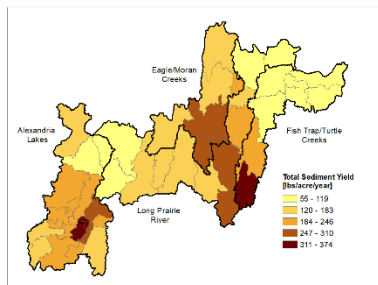 Eagle/Moran
Creeks
Alexandria
Lakes
Fish Trap/Turtle
Creeks
Long Prairie
River
Total Sediment Yield
[lbs/acre/year]
55 - 119
120 - 183
184 - 246
247 - 310
311 - 374